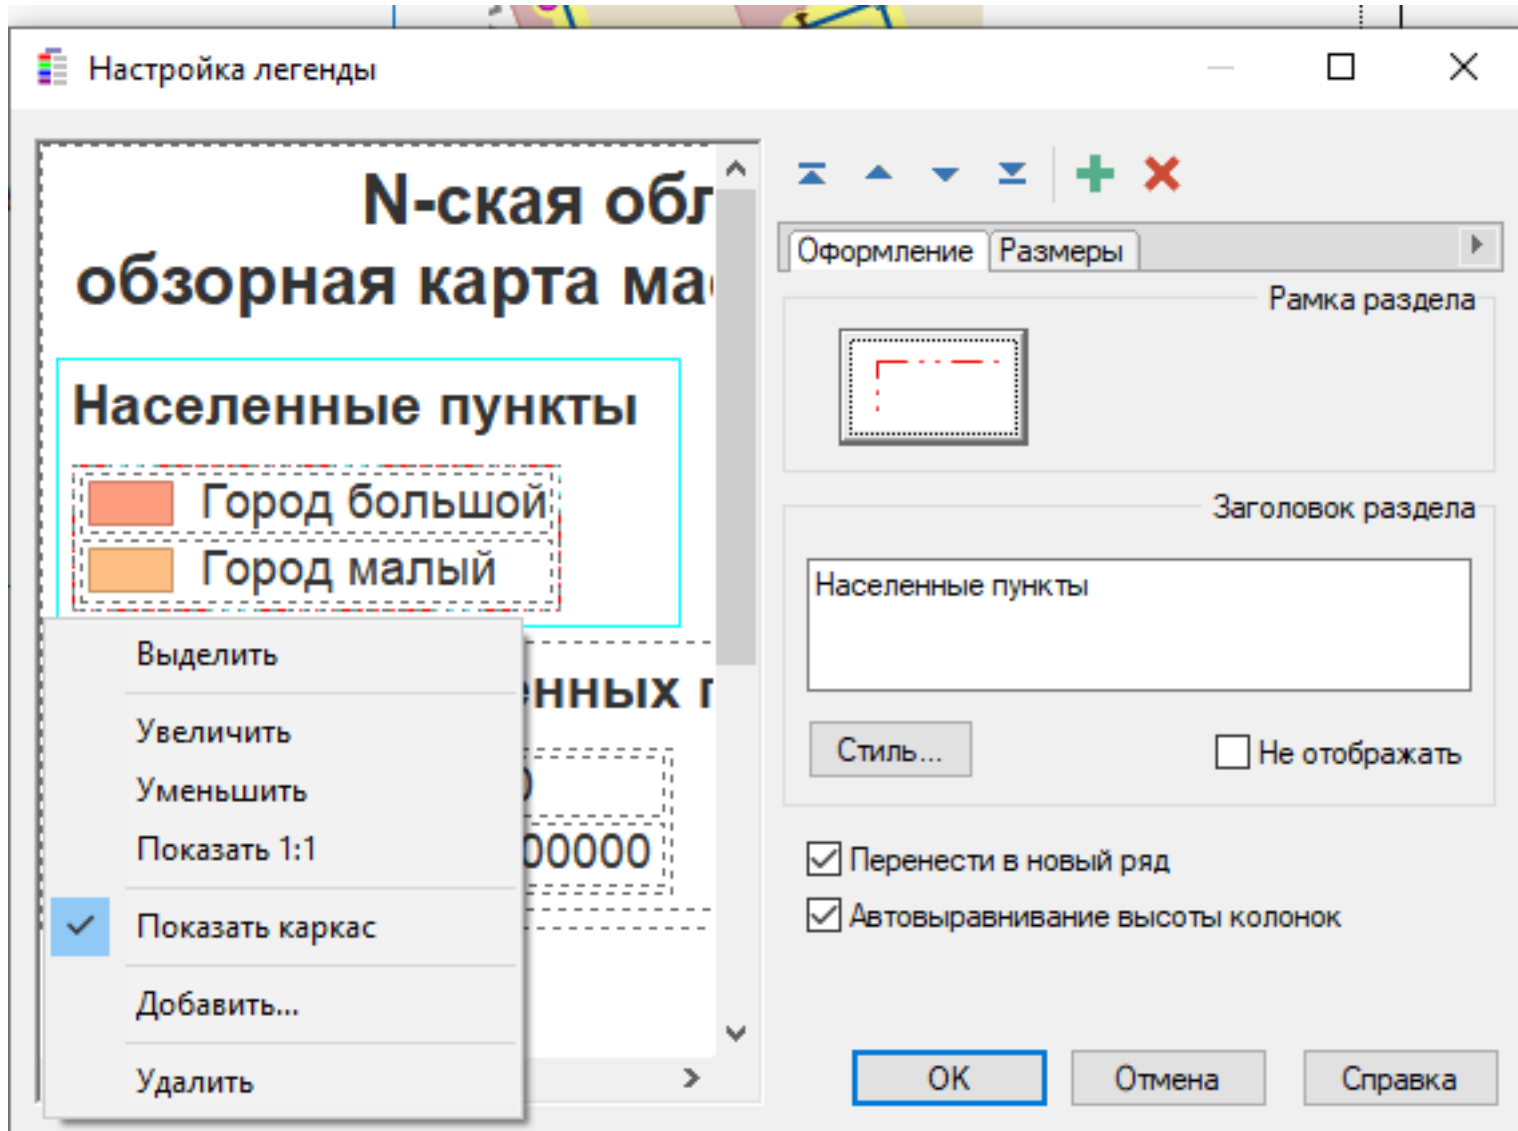 Настройка легенды
N-ская обл
обзорная карта ма
Населенные пункты
Город большой
Город малый
енных п
00000
Выделить
Увеличить
Уменьшить
Показать 1:1
Показать каркас
Добавить...
Удалить
Оформление
Размеры
Рамка раздела
Заголовок раздела
Населенные пункты
Стиль...
Не отображать
Перенести в новый ряд
Автовыравнивание высоты колонок
OK
Отмена
Справка